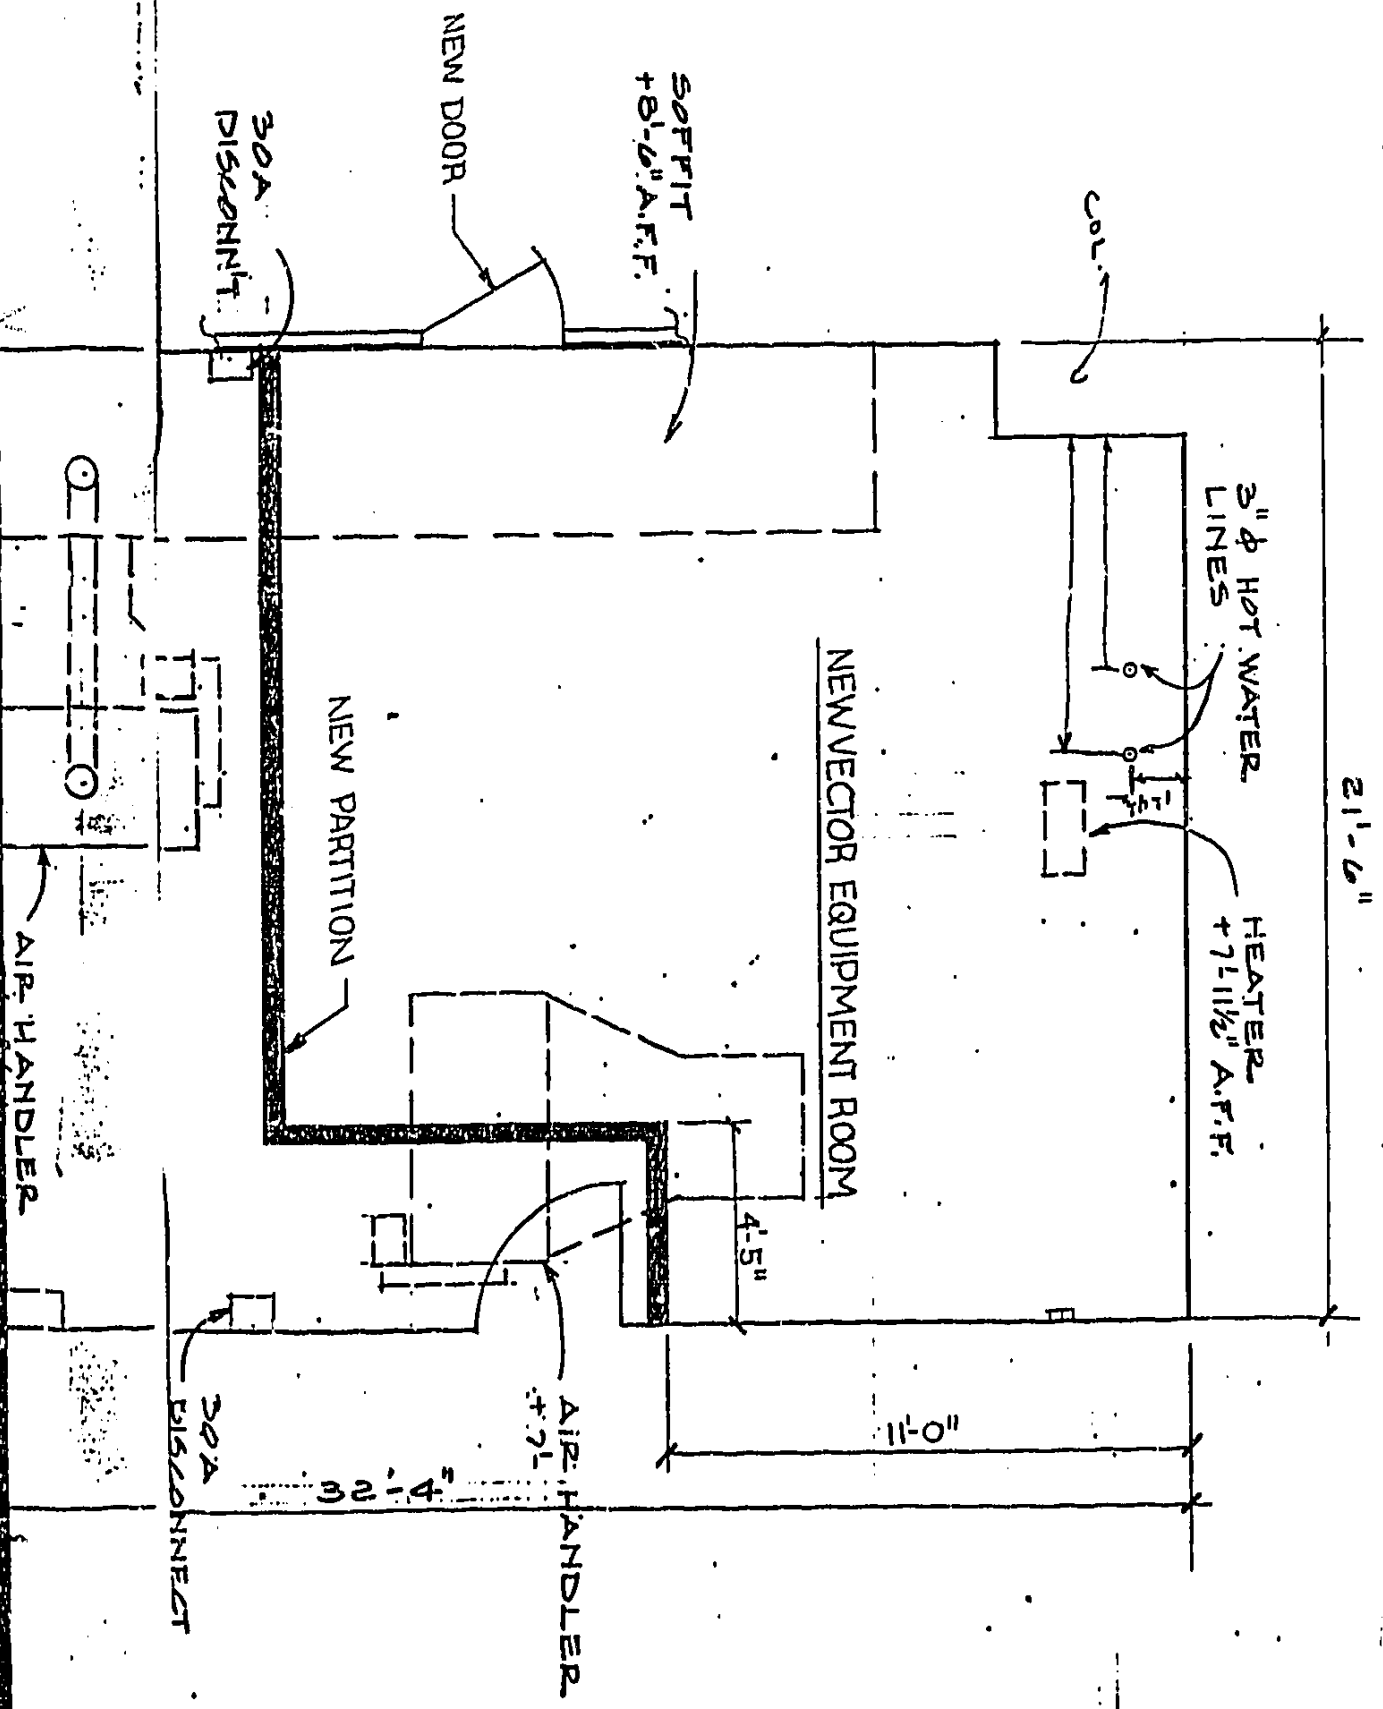 21'-6"
3"ϕ HOT WATER
LINES
HEATER
+7'-11½" A.F.F.
COL.
NEW VECTOR EQUIPMENT ROOM
SOFFIT
+8'-6" A.F.F.
NEW DOOR
4'-5"
11'-0"
NEW PARTITION
AIR HANDLER
+7'-
30A
DISCONN'T
32'-4"
30A
DISCONNECT
AIR HANDLER